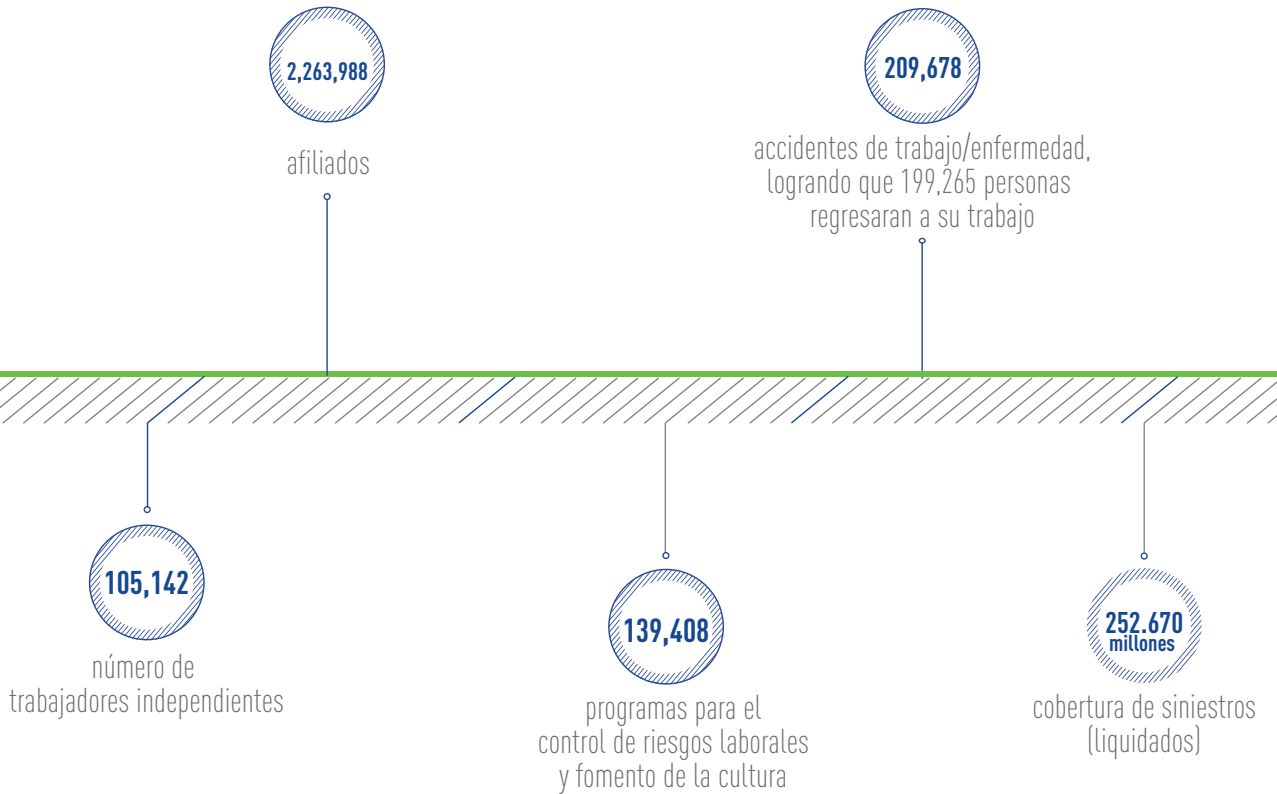 2,263,988
afiliados
209,678
accidentes de trabajo/enfermedad,
logrando que 199,265 personas
regresaran a su trabajo
105,142
número de
trabajadores independientes
139,408
programas para el
control de riesgos laborales
y fomento de la cultura
252.670
millones
cobertura de siniestros
(liquidados)